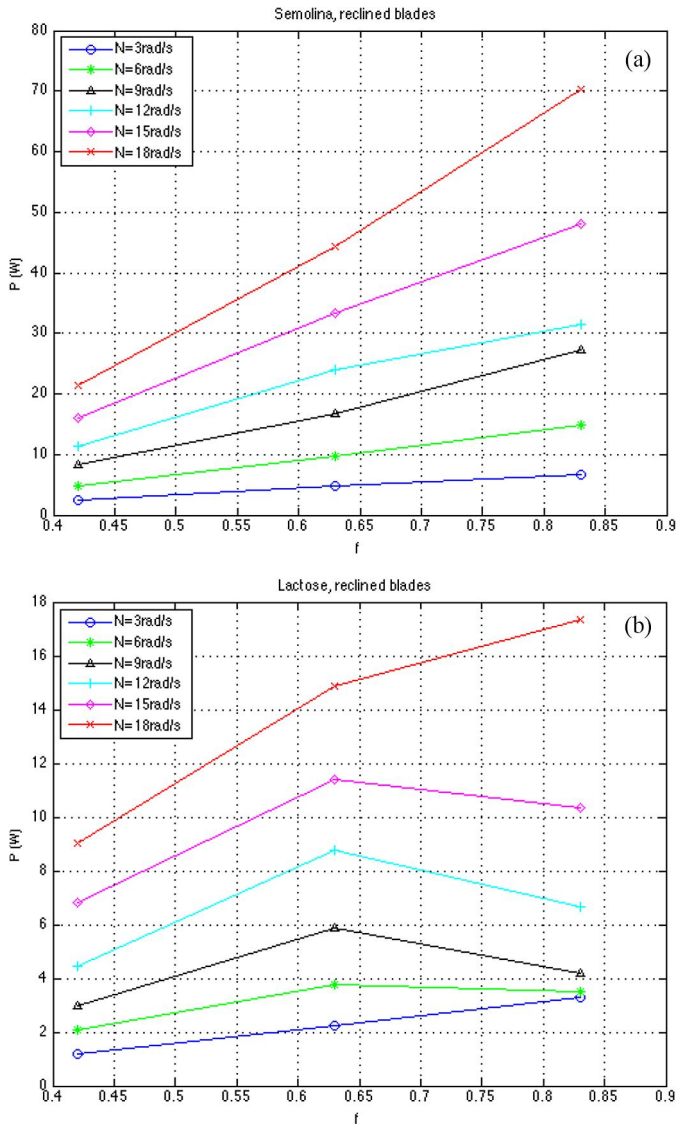 Semolina, reclined blades
80
70
60
50
40
30
20
10
0
P (W)
N=3rad/s
N=6rad/s
N=9rad/s
N=12rad/s
N=15rad/s
N=18rad/s
(a)
0.4 0.45 0.5 0.55 0.6 0.65 0.7 0.75 0.8 0.85 0.9
f
Lactose, reclined blades
18
16
14
12
10
8
6
4
2
0
P (W)
N=3rad/s
N=6rad/s
N=9rad/s
N=12rad/s
N=15rad/s
N=18rad/s
(b)
0.4 0.45 0.5 0.55 0.6 0.65 0.7 0.75 0.8 0.85 0.9
f